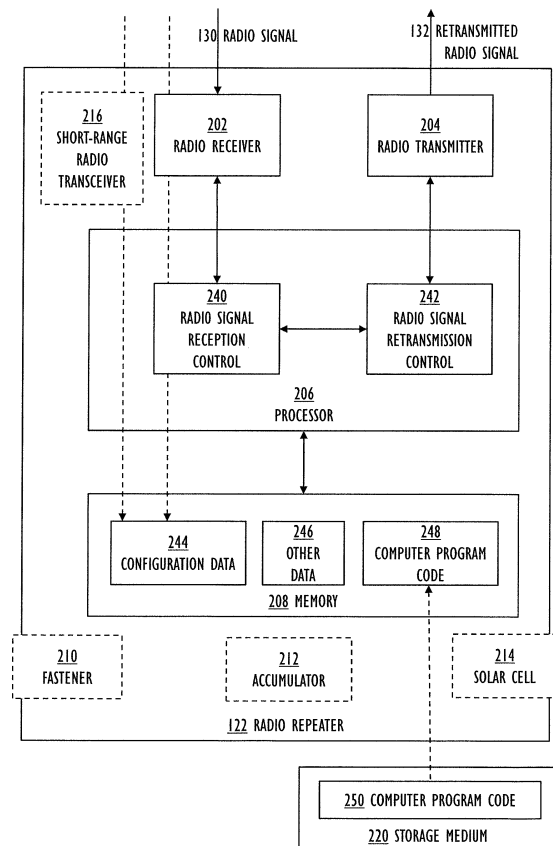 130 RADIO SIGNAL
132 RETRANSMITTED
RADIO SIGNAL
216
SHORT-RANGE
RADIO
TRANSCEIVER
202
RADIO RECEIVER
204
RADIO TRANSMITTER
240
RADIO SIGNAL
RECEPTION
CONTROL
242
RADIO SIGNAL
RETRANSMISSION
CONTROL
206
PROCESSOR
244
CONFIGURATION DATA
246
OTHER
DATA
248
COMPUTER PROGRAM
CODE
208 MEMORY
210
FASTENER
212
ACCUMULATOR
214
SOLAR CELL
122 RADIO REPEATER
250 COMPUTER PROGRAM CODE
220 STORAGE MEDIUM